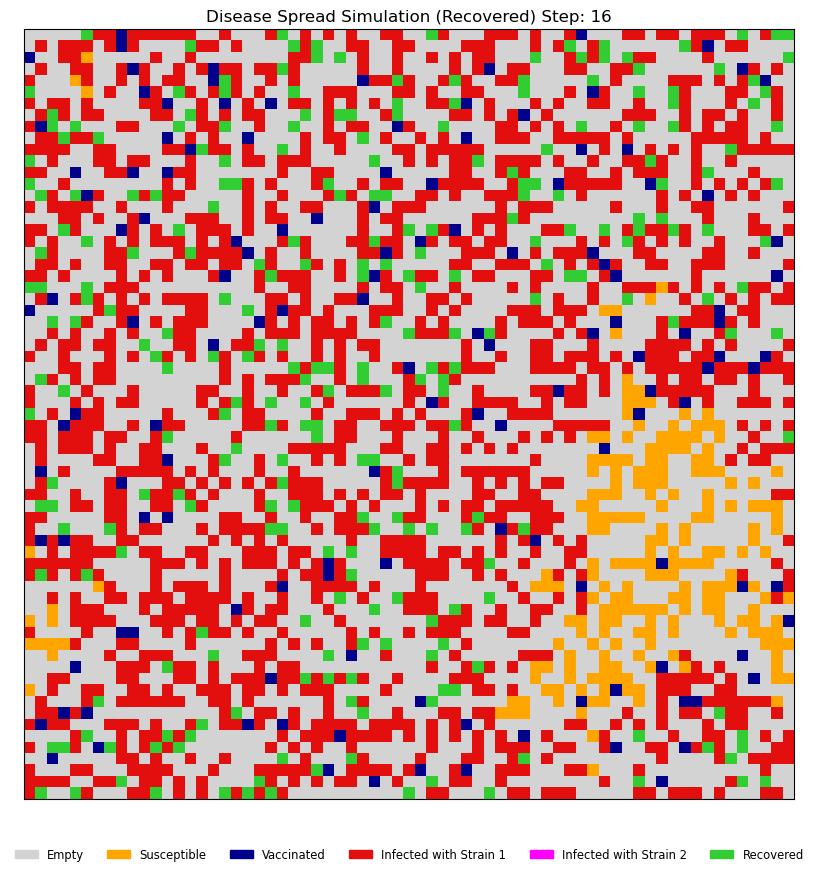 Disease Spread Simulation (Recovered) Step: 16
Empty Susceptible Vaccinated Infected with Strain 1 Infected with Strain 2 Recovered